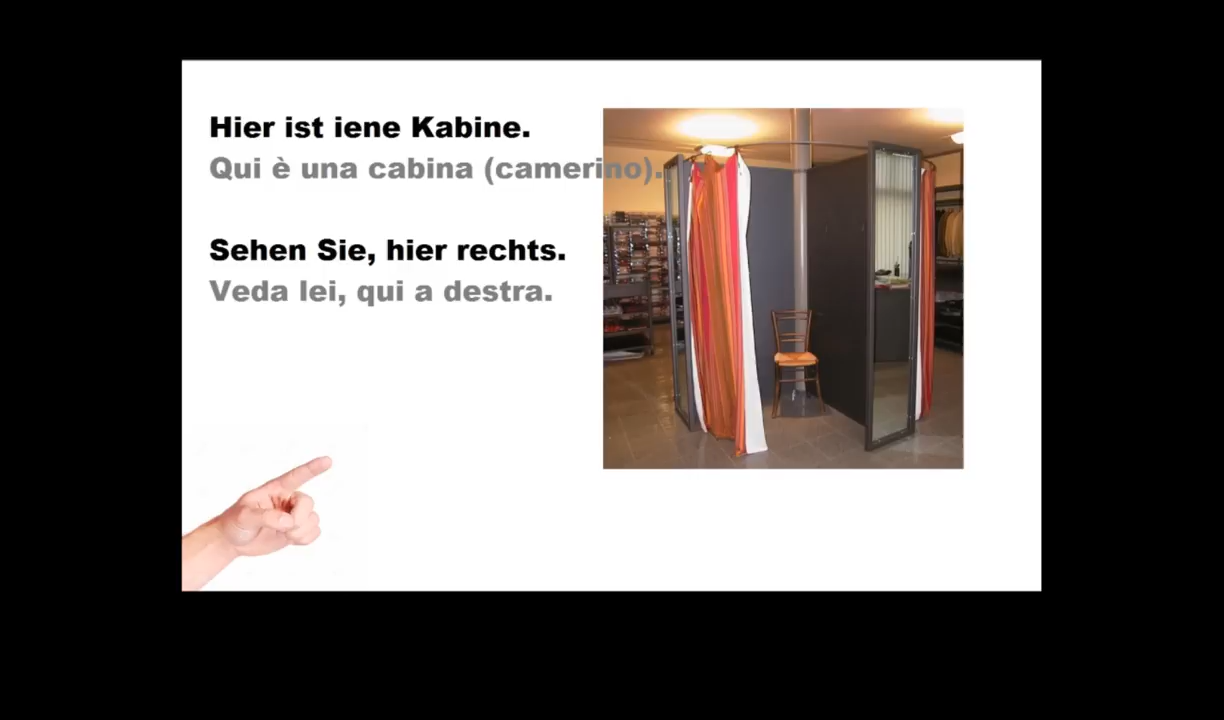 Hier ist iene Kabine.
Qui è una cabina (camerino).
Sehen Sie, hier rechts.
Veda lei, qui a destra.